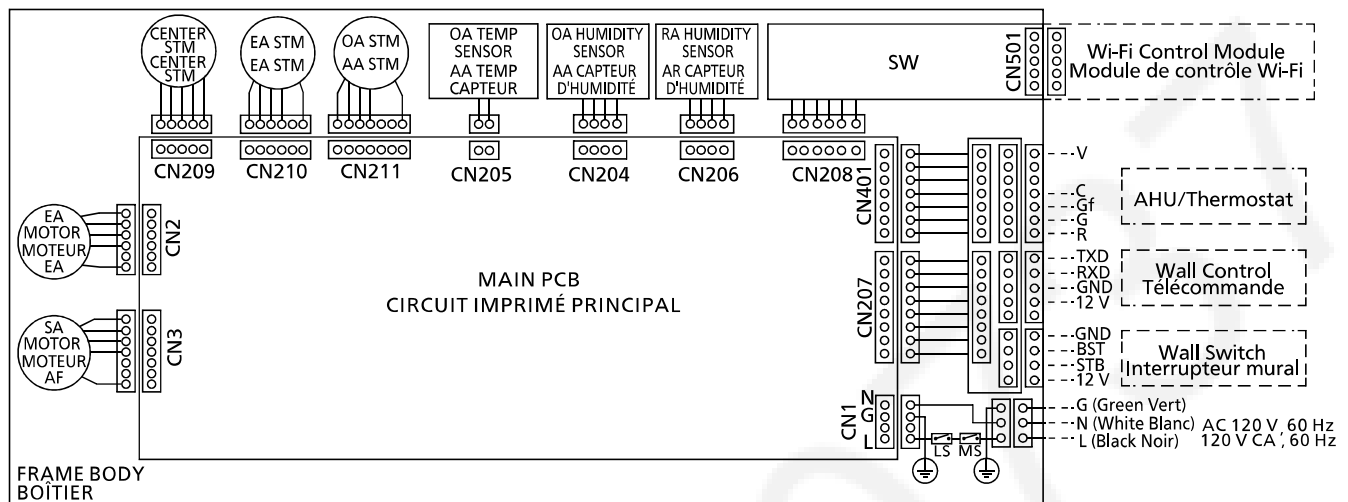 CENTER
STM
CENTER
STM
EA STM
EA STM
OA STM
AA STM
OA TEMP
SENSOR
AA TEMP
CAPTEUR
OA HUMIDITY
SENSOR
AA CAPTEUR
D'HUMIDITÉ
RA HUMIDITY
SENSOR
AR CAPTEUR
D'HUMIDITÉ
SW
CN501
Wi-Fi Control Module
Module de contrôle Wi-Fi
CN209
CN210
CN211
CN205
CN204
CN206
CN208
CN401
V
C
Gf
G
R
AHU/Thermostat
EA
MOTOR
MOTEUR
EA
CN2
MAIN PCB
CIRCUIT IMPRIMÉ PRINCIPAL
CN207
TXD
RXD
GND
12 V
Wall Control
Télécommande
SA
MOTOR
MOTEUR
AF
CN3
GND
BST
STB
12 V
Wall Switch
Interrupteur mural
CN1
N
G
L
LS
MS
G (Green Vert)
N (White Blanc)
L (Black Noir)
AC 120 V, 60 Hz
120 V CA, 60 Hz
FRAME BODY
BOÎTIER